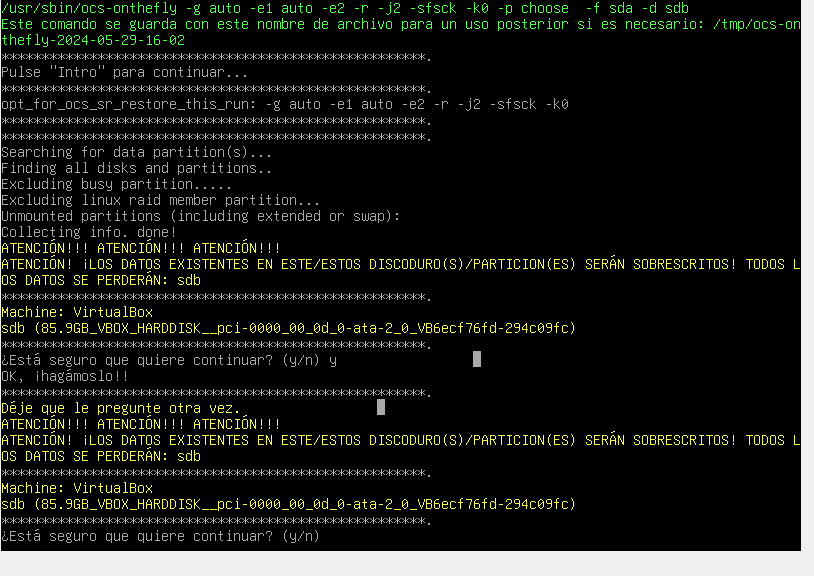 /usr/sbin/ocs-onthefly -g auto -e1 auto -e2 -r -j2 -sfsck -k0 -p choose  -f sda -d sdb
Este comando se guarda con este nombre de archivo para un uso posterior si es necesario: /tmp/ocs-on
thefly-2024-05-29-16-02
*****************************************************.
Pulse "Intro" para continuar...
*****************************************************.
opt_for_ocs_sr_restore_this_run: -g auto -e1 auto -e2 -r -j2 -sfsck -k0
*****************************************************.
*****************************************************.
Searching for data partition(s)...
Finding all disks and partitions..
Excluding busy partition.....
Excluding linux raid member partition...
Unmounted partitions (including extended or swap):
Collecting info. done!
ATENCIÓN!!! ATENCIÓN!!! ATENCIÓN!!!
ATENCIÓN! ¡LOS DATOS EXISTENTES EN ESTE/ESTOS DISCODURO(S)/PARTICION(ES) SERÁN SOBRESCRITOS! TODOS L
OS DATOS SE PERDERÁN: sdb
*****************************************************.
Machine: VirtualBox
sdb (85.9GB_VBOX_HARDDISK__pci-0000_00_0d_0-ata-2_0_VB6ecf76fd-294c09fc)
*****************************************************.
¿Está seguro que quiere continuar? (y/n) y
OK, ¡hagámoslo!!
*****************************************************.
Déje que le pregunte otra vez.
ATENCIÓN!!! ATENCIÓN!!! ATENCIÓN!!!
ATENCIÓN! ¡LOS DATOS EXISTENTES EN ESTE/ESTOS DISCODURO(S)/PARTICION(ES) SERÁN SOBRESCRITOS! TODOS L
OS DATOS SE PERDERÁN: sdb
*****************************************************.
Machine: VirtualBox
sdb (85.9GB_VBOX_HARDDISK__pci-0000_00_0d_0-ata-2_0_VB6ecf76fd-294c09fc)
*****************************************************.
¿Está seguro que quiere continuar? (y/n)